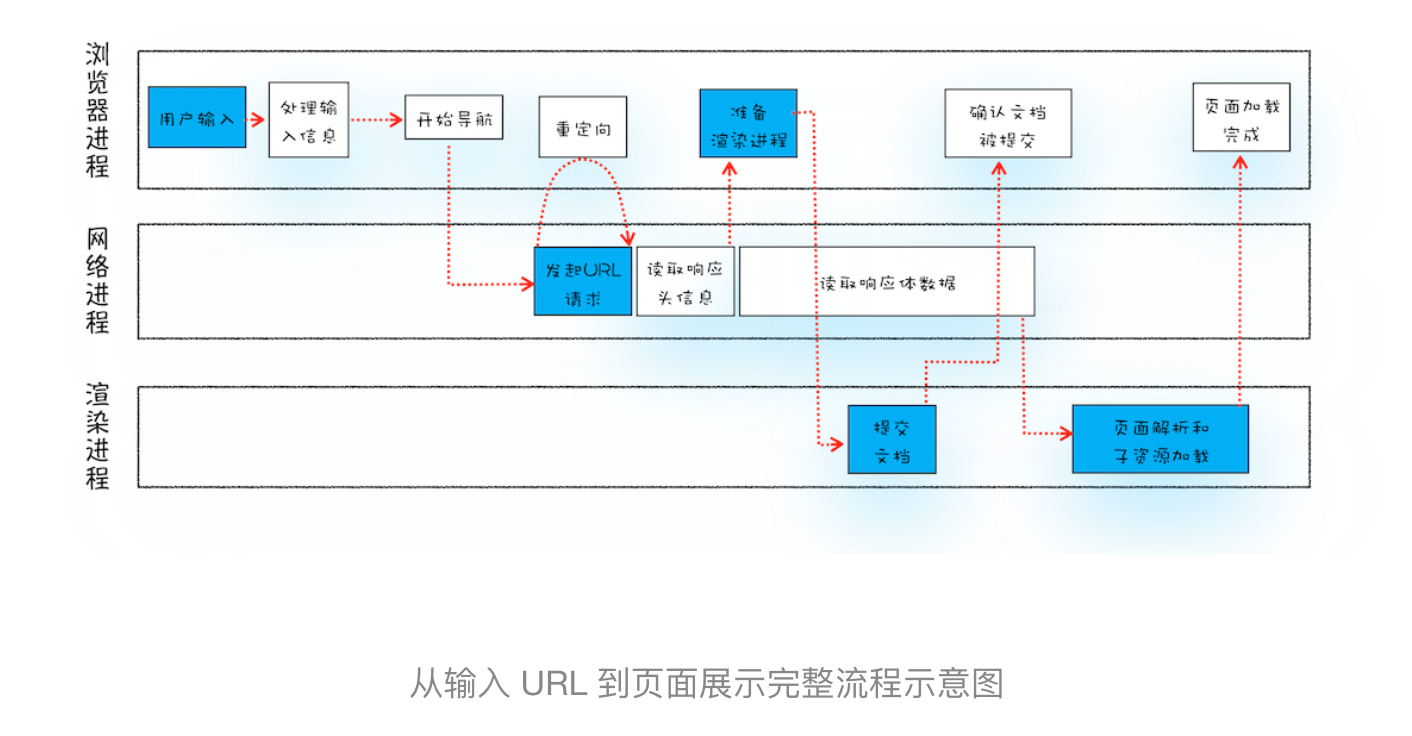 浏览器进程
用户输入
处理输
入信息
开始导航
重定向
准备
渲染进程
确认文档
被提交
页面加载
完成
网络进程
发起URL
请求
读取响应
头信息
读取响应体数据
渲染进程
提交
文档
页面解析和
子资源加载
从输入 URL 到页面展示完整流程示意图